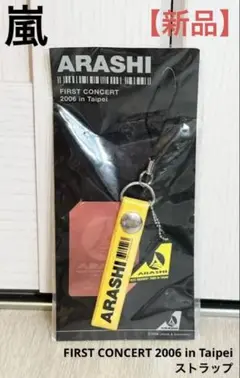 嵐
【新品】
ARASHI
FIRST CONCERT
2006 in Taipei
ARASHI
ARASHI
FIRST CONCERT 2006 in Taipei
ストラップ